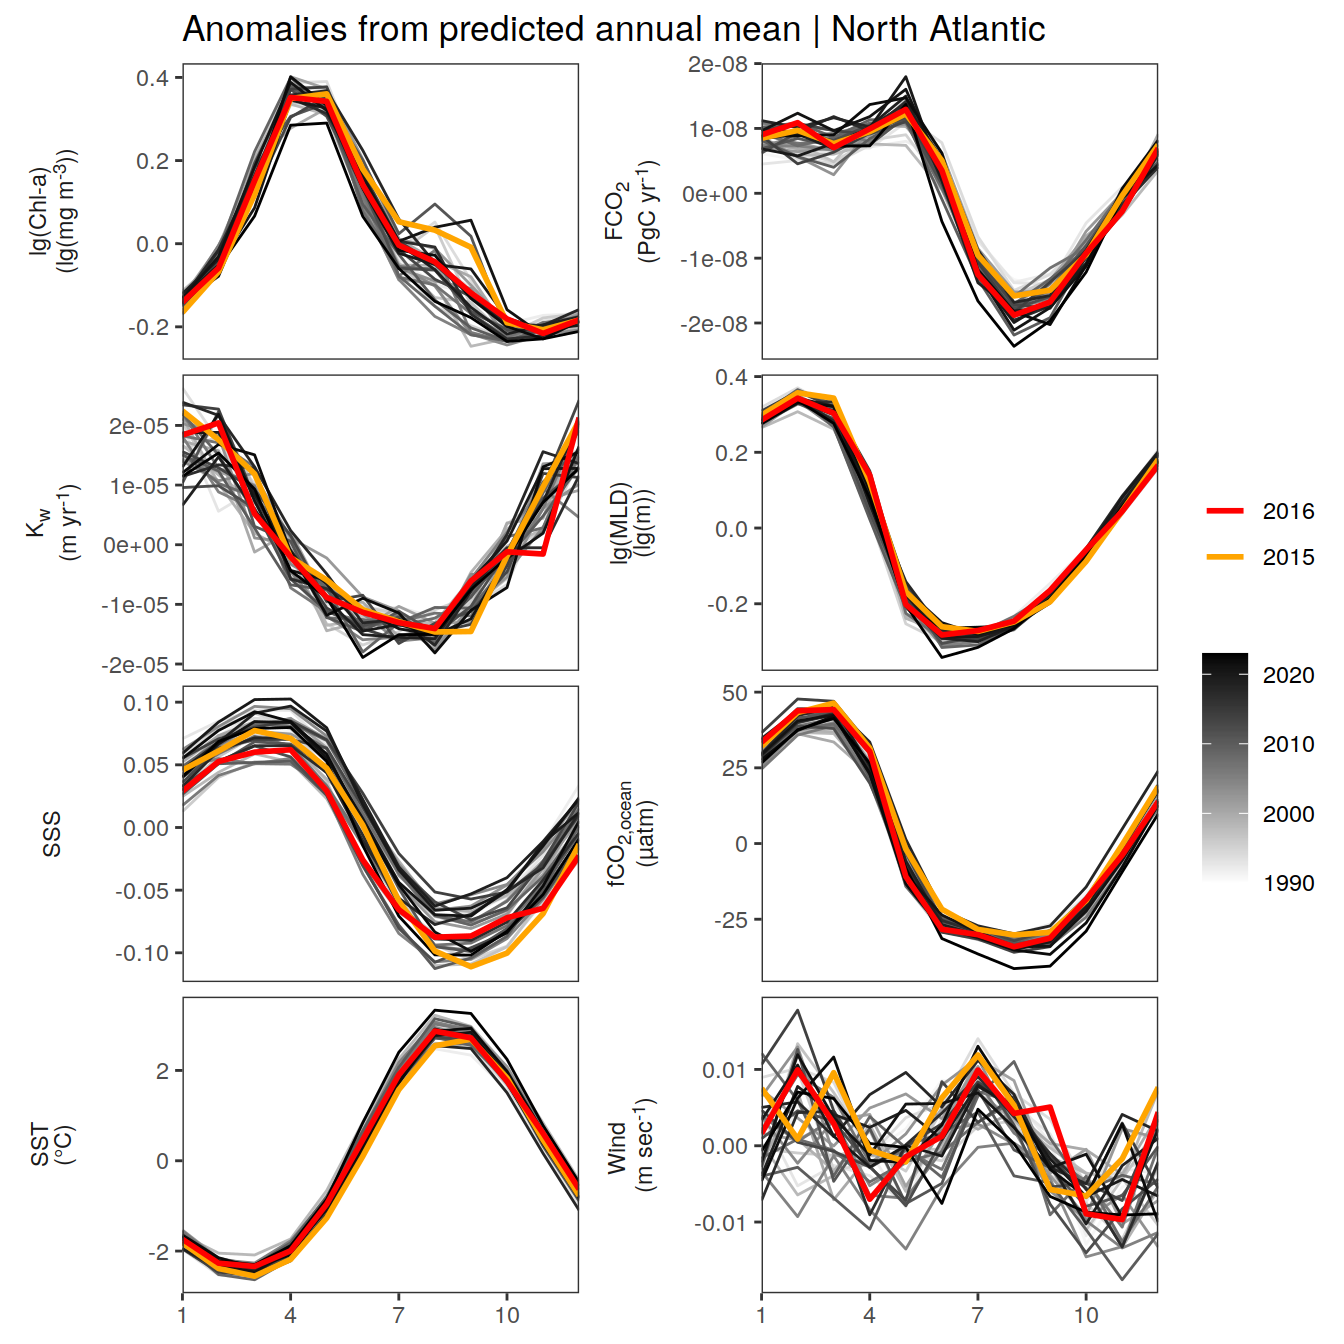 Anomalies from predicted annual mean | North Atlantic
lg(Chl-a)
(lg(mg m⁻³))
0.4
0.2
0.0
-0.2
FCO₂
(PgC yr⁻¹)
2e-08
1e-08
0e+00
-1e-08
-2e-08
Kw
(m yr⁻¹)
2e-05
1e-05
0e+00
-1e-05
-2e-05
lg(MLD)
(lg(m))
0.4
0.2
0.0
-0.2
SSS
0.10
0.05
0.00
-0.05
-0.10
fCO₂,ocean
(µatm)
50
25
0
-25
SST
(°C)
2
0
-2
1 4 7 10
Wind
(m sec⁻¹)
0.01
0.00
-0.01
1 4 7 10
2016
2015
2020
2010
2000
1990